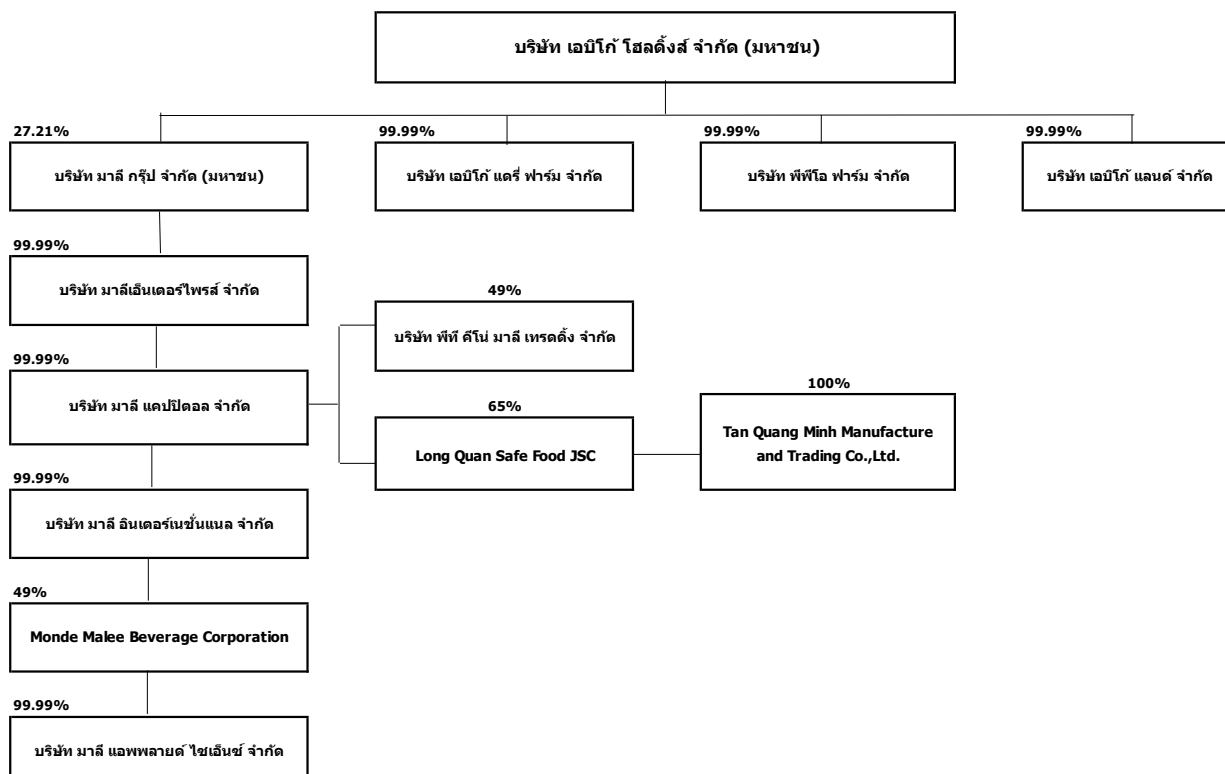 บริษัท เอบิโก้ โฮลดิ้งส์ จำกัด (มหาชน)
27.21%
99.99%
99.99%
99.99%
บริษัท มาลี กรุ๊ป จำกัด (มหาชน)
บริษัท เอบิโก้ แดรี่ ฟาร์ม จำกัด
บริษัท พีพีโอ ฟาร์ม จำกัด
บริษัท เอบิโก้ แลนด์ จำกัด
99.99%
บริษัท มาลีเอ็นเตอร์ไพรส์ จำกัด
49%
บริษัท พีที คีโน่ มาลี เทรดดิ้ง จำกัด
99.99%
บริษัท มาลี แคปปิตอล จำกัด
65%
Long Quan Safe Food JSC
100%
Tan Quang Minh Manufacture
and Trading Co.,Ltd.
99.99%
บริษัท มาลี อินเตอร์เนชั่นแนล จำกัด
49%
Monde Malee Beverage Corporation
99.99%
บริษัท มาลี แอพพลายด์ ไซเอ็นซ์ จำกัด